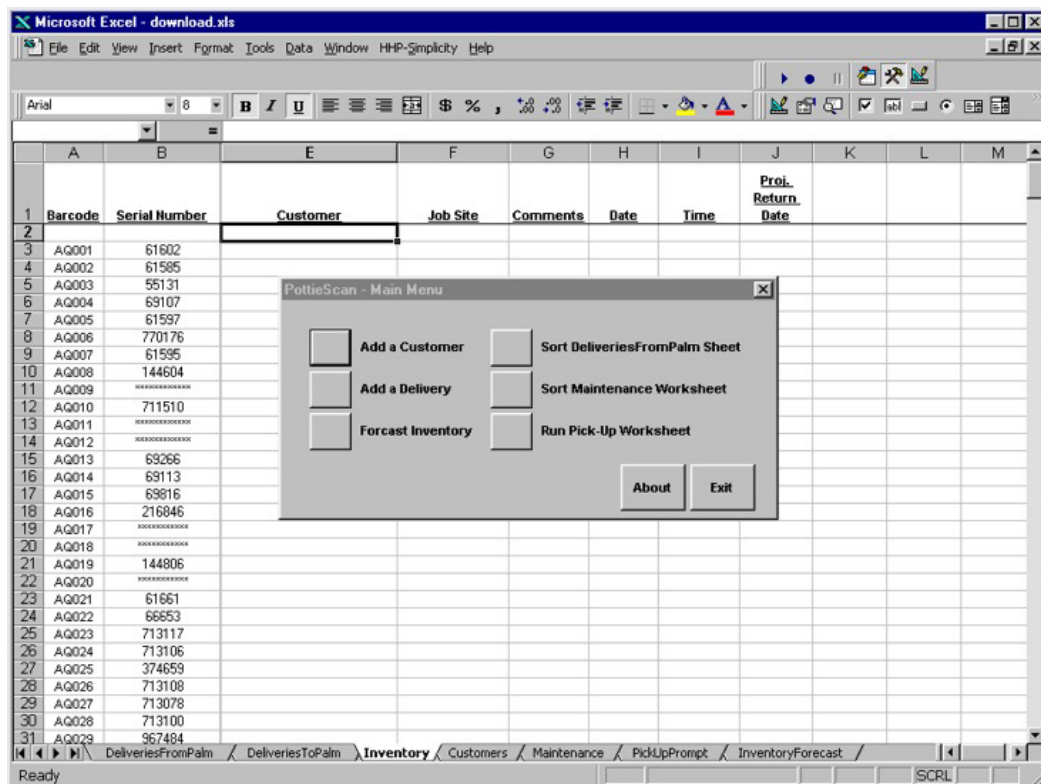 Microsoft Excel - download.xls
File Edit View Insert Format Tools Data Window HHP-Simplicity Help
Arial 8 B I U $ % ,
=
A B E F G H I J K L M
1 Barcode Serial Number Customer Job Site Comments Date Time Proj. Return Date
2
3 AQ001 61602
4 AQ002 61585
5 AQ003 55131
6 AQ004 69107
7 AQ005 61597
8 AQ006 770176
9 AQ007 61595
10 AQ008 144604
11 AQ009 ************
12 AQ010 711510
13 AQ011 ************
14 AQ012 ************
15 AQ013 69266
16 AQ014 69113
17 AQ015 69816
18 AQ016 216846
19 AQ017 ***********
20 AQ018 ***********
21 AQ019 144806
22 AQ020 ***********
23 AQ021 61661
24 AQ022 66653
25 AQ023 713117
26 AQ024 713106
27 AQ025 374659
28 AQ026 713108
29 AQ027 713078
30 AQ028 713100
31 AQ029 967484
PottieScan - Main Menu
Add a Customer Sort DeliveriesFromPalm Sheet
Add a Delivery Sort Maintenance Worksheet
Forcast Inventory Run Pick-Up Worksheet
About Exit
DeliveriesFromPalm DeliveriesToPalm Inventory Customers Maintenance PickUpPrompt InventoryForecast
Ready SCRL